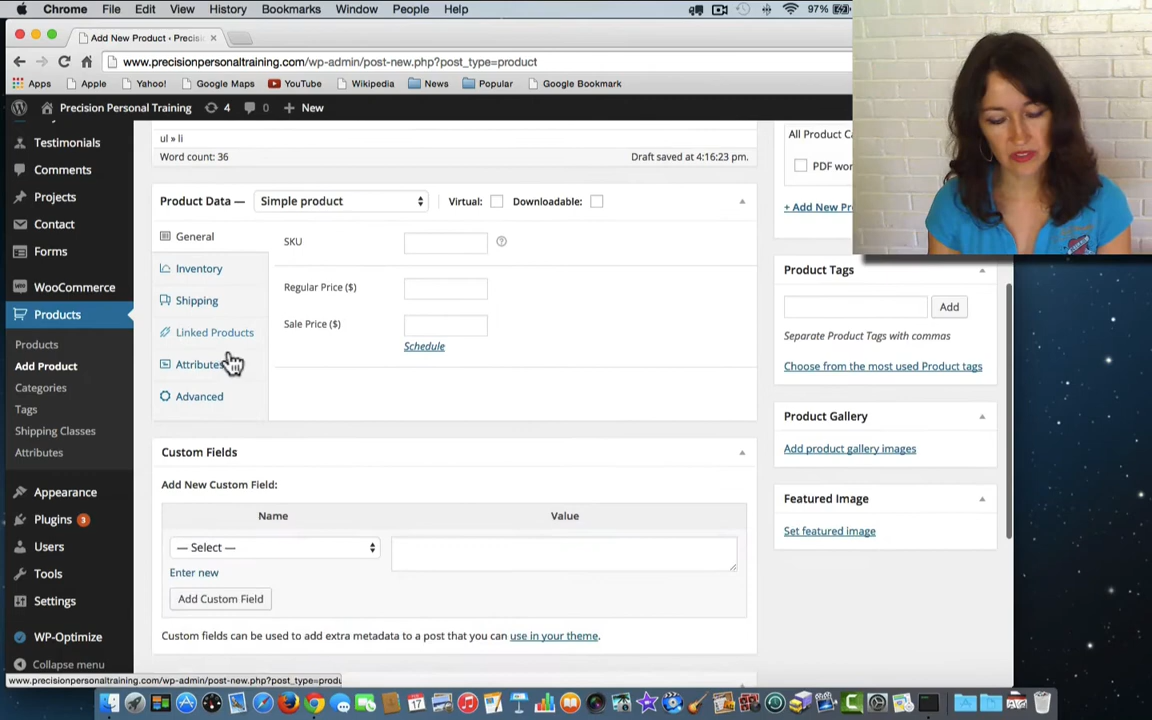 Chrome File Edit View History Bookmarks Window People Help 97%
Add New Product ‹ Precisi
www.precisionpersonaltraining.com/wp-admin/post-new.php?post_type=product
Apps Apple Yahoo! Google Maps YouTube Wikipedia News Popular Google Bookmark
Precision Personal Training 4 0 New
Testimonials
Comments
Projects
Contact
Forms
WooCommerce
Products
Products
Add Product
Categories
Tags
Shipping Classes
Attributes
Appearance
Plugins 3
Users
Tools
Settings
WP-Optimize
Collapse menu
ul » li
Word count: 36 Draft saved at 4:16:23 pm.
Product Data — Simple product Virtual: Downloadable:
General
Inventory
Shipping
Linked Products
Attributes
Advanced
SKU
Regular Price ($)
Sale Price ($)
Schedule
Custom Fields
Add New Custom Field:
Name Value
— Select —
Enter new
Add Custom Field
Custom fields can be used to add extra metadata to a post that you can use in your theme.
All Product Ca
PDF wor
+ Add New Pr
Product Tags
Add
Separate Product Tags with commas
Choose from the most used Product tags
Product Gallery
Add product gallery images
Featured Image
Set featured image
www.precisionpersonaltraining.com/wp-admin/post-new.php?post_type=produ
17